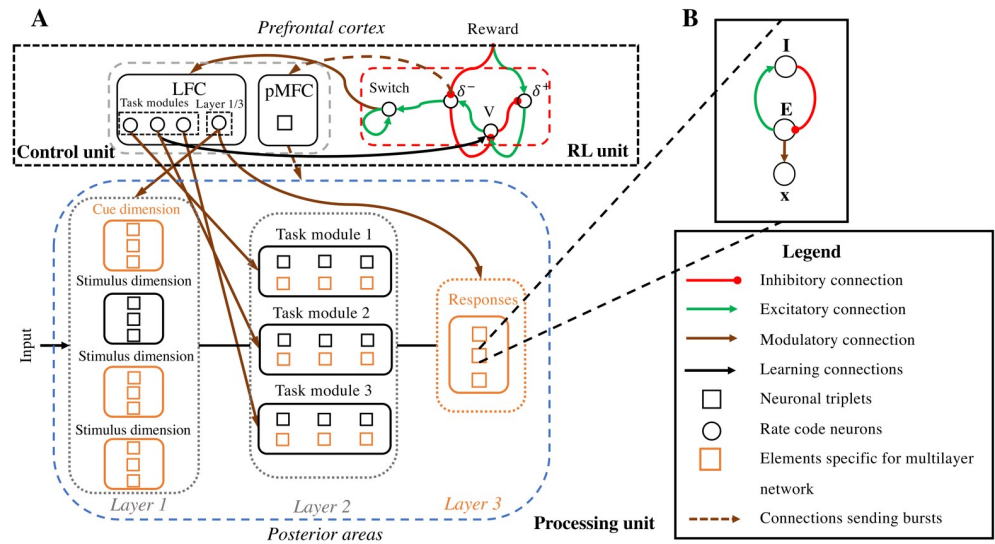 A
Prefrontal cortex
Reward
B
LFC
Task modules
Layer 1/3
pMFC
Switch
δ⁻
δ⁺
V
Control unit
RL unit
I
E
x
Cue dimension
Stimulus dimension
Stimulus dimension
Stimulus dimension
Input
Task module 1
Task module 2
Task module 3
Responses
Layer 1
Layer 2
Layer 3
Processing unit
Posterior areas
Legend
Inhibitory connection
Excitatory connection
Modulatory connection
Learning connections
Neuronal triplets
Rate code neurons
Elements specific for multilayer
network
Connections sending bursts